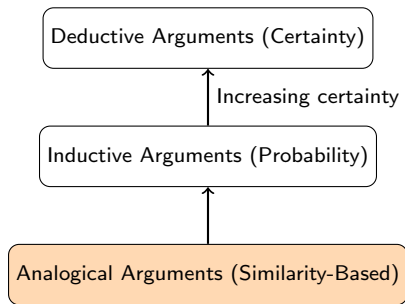 Deductive Arguments (Certainty)
Increasing certainty
Inductive Arguments (Probability)
Analogical Arguments (Similarity-Based)